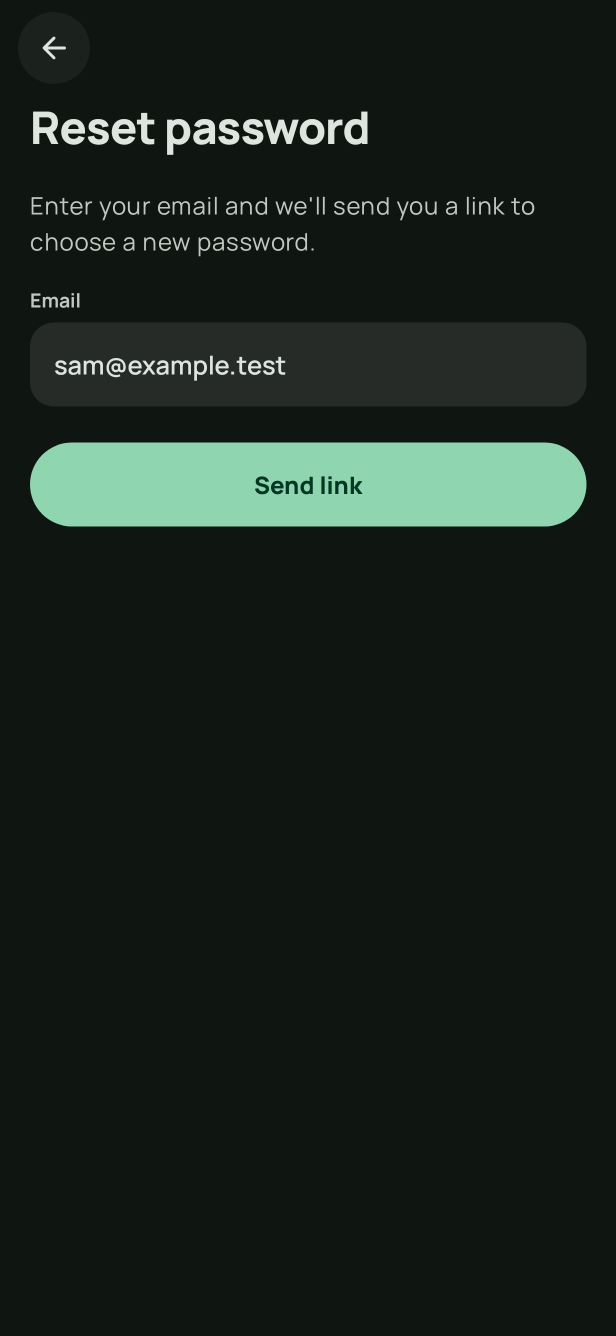 Reset password
Enter your email and we'll send you a link to
choose a new password.
Email
sam@example.test
Send link